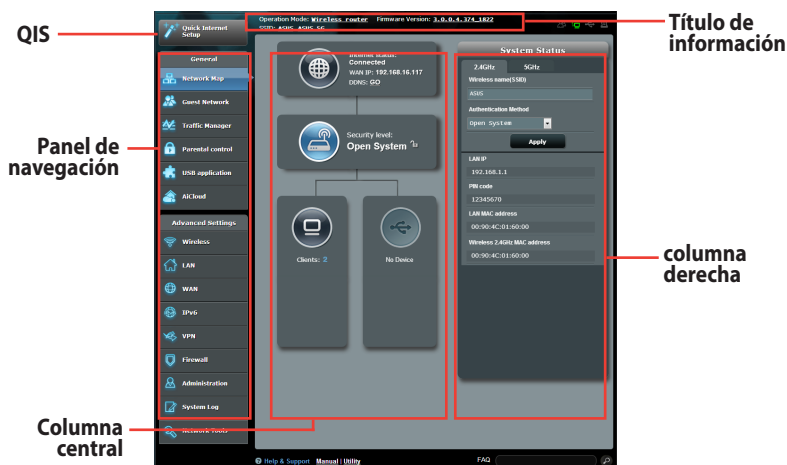 QIS
Panel de
navegación
Columna
central
Título de
información
columna
derecha
Quick Internet
Setup
Operation Mode: Wireless router Firmware Version: 3.0.0.4.374_1822
SSID: ASUS ASUS_5G
General
Network Map
Guest Network
Traffic Manager
Parental control
USB application
AiCloud
Advanced Settings
Wireless
LAN
WAN
IPv6
VPN
Firewall
Administration
System Log
Network Tools
Internet status:
Connected
WAN IP: 192.168.16.117
DDNS: GO
Security level:
Open System
Clients: 2
No Device
System Status
2.4GHz 5GHz
Wireless name(SSID)
ASUS
Authentication Method
Open System
Apply
LAN IP
192.168.1.1
PIN code
12345670
LAN MAC address
00:90:4C:01:60:00
Wireless 2.4GHz MAC address
00:90:4C:01:60:00
Help & Support Manual | Utility FAQ